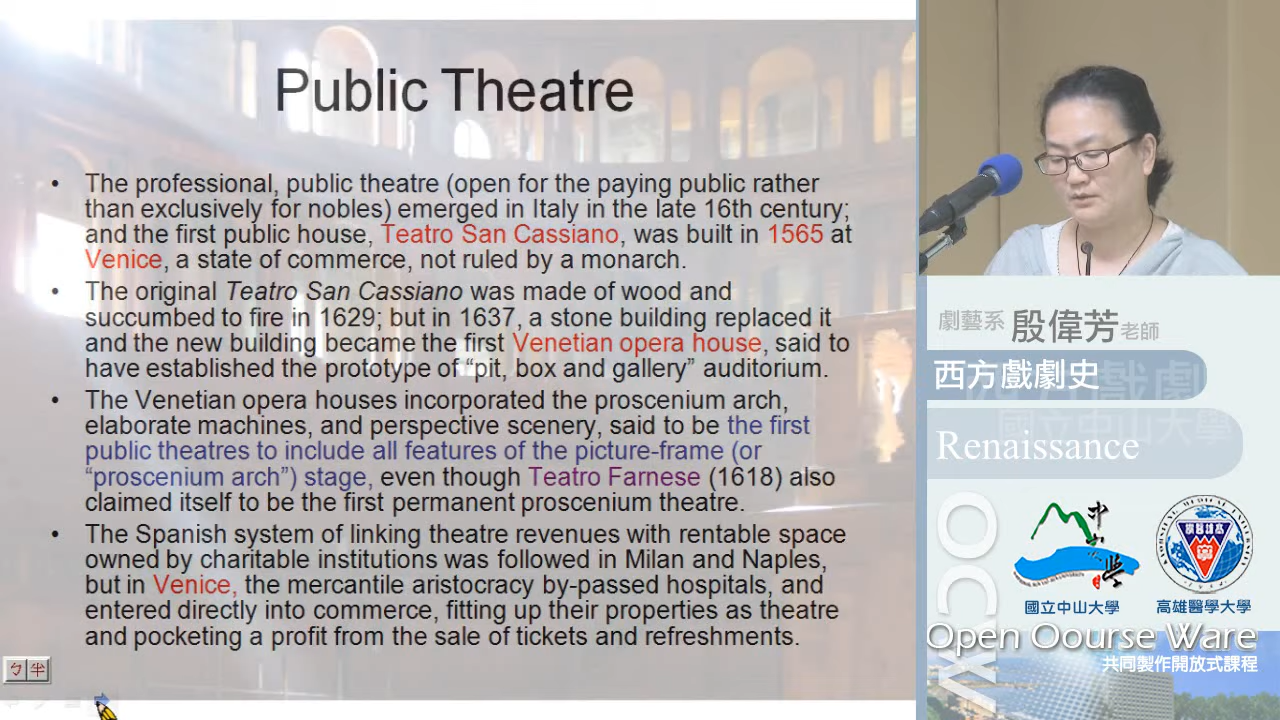 Public Theatre
• The professional, public theatre (open for the paying public rather
than exclusively for nobles) emerged in Italy in the late 16th century;
and the first public house, Teatro San Cassiano, was built in 1565 at
Venice, a state of commerce, not ruled by a monarch.
• The original Teatro San Cassiano was made of wood and
succumbed to fire in 1629; but in 1637, a stone building replaced it
and the new building became the first Venetian opera house, said to
have established the prototype of “pit, box and gallery” auditorium.
• The Venetian opera houses incorporated the proscenium arch,
elaborate machines, and perspective scenery, said to be the first
public theatres to include all features of the picture-frame (or
“proscenium arch”) stage, even though Teatro Farnese (1618) also
claimed itself to be the first permanent proscenium theatre.
• The Spanish system of linking theatre revenues with rentable space
owned by charitable institutions was followed in Milan and Naples,
but in Venice, the mercantile aristocracy by-passed hospitals, and
entered directly into commerce, fitting up their properties as theatre
and pocketing a profit from the sale of tickets and refreshments.
ㄅ半
劇藝系 殷偉芳老師
西方戲劇史
Renaissance
中山大學
國立中山大學
高雄醫學大學
OCW
Open Oourse Ware
共同製作開放式課程